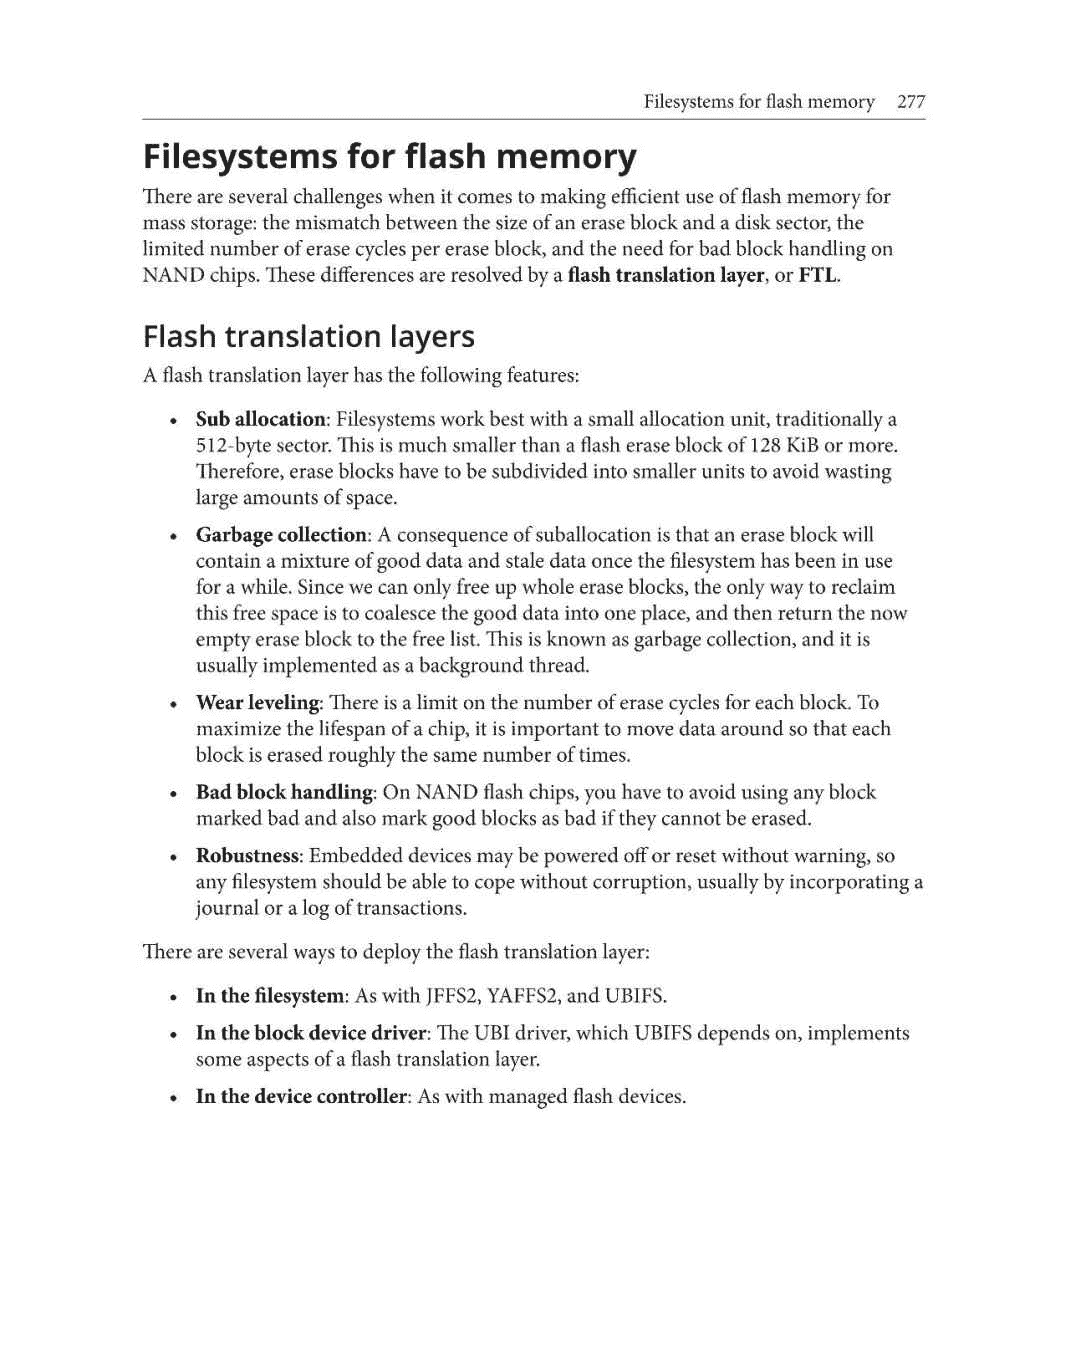 Filesystems for flash memory 277
Filesystems for flash memory
There are several challenges when it comes to making efficient use of flash memory for
mass storage: the mismatch between the size of an erase block and a disk sector, the
limited number of erase cycles per erase block, and the need for bad block handling on
NAND chips. These differences are resolved by a flash translation layer, or FTL.
Flash translation layers
A flash translation layer has the following features:
• Sub allocation: Filesystems work best with a small allocation unit, traditionally a
512-byte sector. This is much smaller than a flash erase block of 128 KiB or more.
Therefore, erase blocks have to be subdivided into smaller units to avoid wasting
large amounts of space.
• Garbage collection: A consequence of suballocation is that an erase block will
contain a mixture of good data and stale data once the filesystem has been in use
for a while. Since we can only free up whole erase blocks, the only way to reclaim
this free space is to coalesce the good data into one place, and then return the now
empty erase block to the free list. This is known as garbage collection, and it is
usually implemented as a background thread.
• Wear leveling: There is a limit on the number of erase cycles for each block. To
maximize the lifespan of a chip, it is important to move data around so that each
block is erased roughly the same number of times.
• Bad block handling: On NAND flash chips, you have to avoid using any block
marked bad and also mark good blocks as bad if they cannot be erased.
• Robustness: Embedded devices may be powered off or reset without warning, so
any filesystem should be able to cope without corruption, usually by incorporating a
journal or a log of transactions.
There are several ways to deploy the flash translation layer:
• In the filesystem: As with JFFS2, YAFFS2, and UBIFS.
• In the block device driver: The UBI driver, which UBIFS depends on, implements
some aspects of a flash translation layer.
• In the device controller: As with managed flash devices.